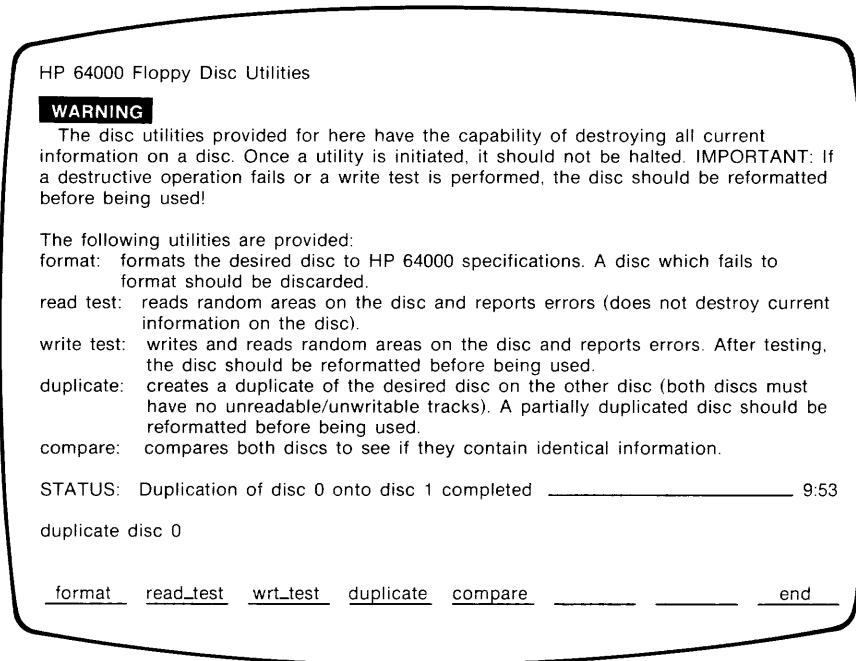 HP 64000 Floppy Disc Utilities
WARNING
The disc utilities provided for here have the capability of destroying all current
information on a disc. Once a utility is initiated, it should not be halted. IMPORTANT: If
a destructive operation fails or a write test is performed, the disc should be reformatted
before being used!
The following utilities are provided:
format: formats the desired disc to HP 64000 specifications. A disc which fails to
format should be discarded.
read test: reads random areas on the disc and reports errors (does not destroy current
information on the disc).
write test: writes and reads random areas on the disc and reports errors. After testing,
the disc should be reformatted before being used.
duplicate: creates a duplicate of the desired disc on the other disc (both discs must
have no unreadable/unwritable tracks). A partially duplicated disc should be
reformatted before being used.
compare: compares both discs to see if they contain identical information.
STATUS: Duplication of disc 0 onto disc 1 completed 9:53
duplicate disc 0
format read_test wrt_test duplicate compare end